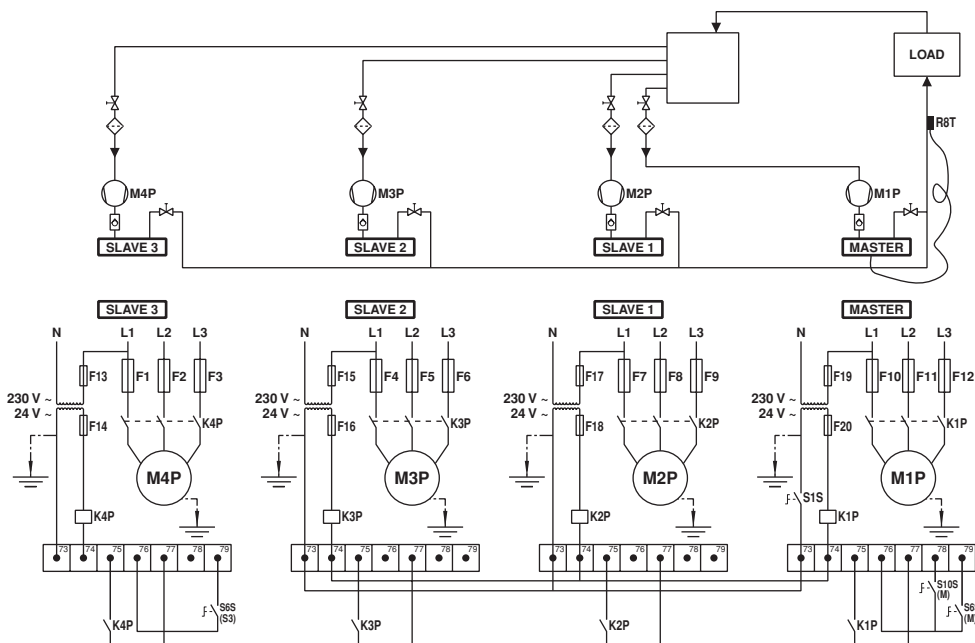 LOAD
R8T
M4P
M3P
M2P
M1P
SLAVE 3
SLAVE 2
SLAVE 1
MASTER
SLAVE 3
SLAVE 2
SLAVE 1
MASTER
N L1 L2 L3
N L1 L2 L3
N L1 L2 L3
N L1 L2 L3
F13 F1 F2 F3
F15 F4 F5 F6
F17 F7 F8 F9
F19 F10 F11 F12
230 V ~
24 V ~
230 V ~
24 V ~
230 V ~
24 V ~
230 V ~
24 V ~
F14 K4P
F16 K3P
F18 K2P
F20 K1P
M4P
M3P
M2P
M1P
S1S
K4P
K3P
K2P
K1P
73 74 75 76 77 78 79
73 74 75 76 77 78 79
73 74 75 76 77 78 79
73 74 75 76 77 78 79
K4P
S6S
(S3)
K3P
K2P
K1P
S10S
(M)